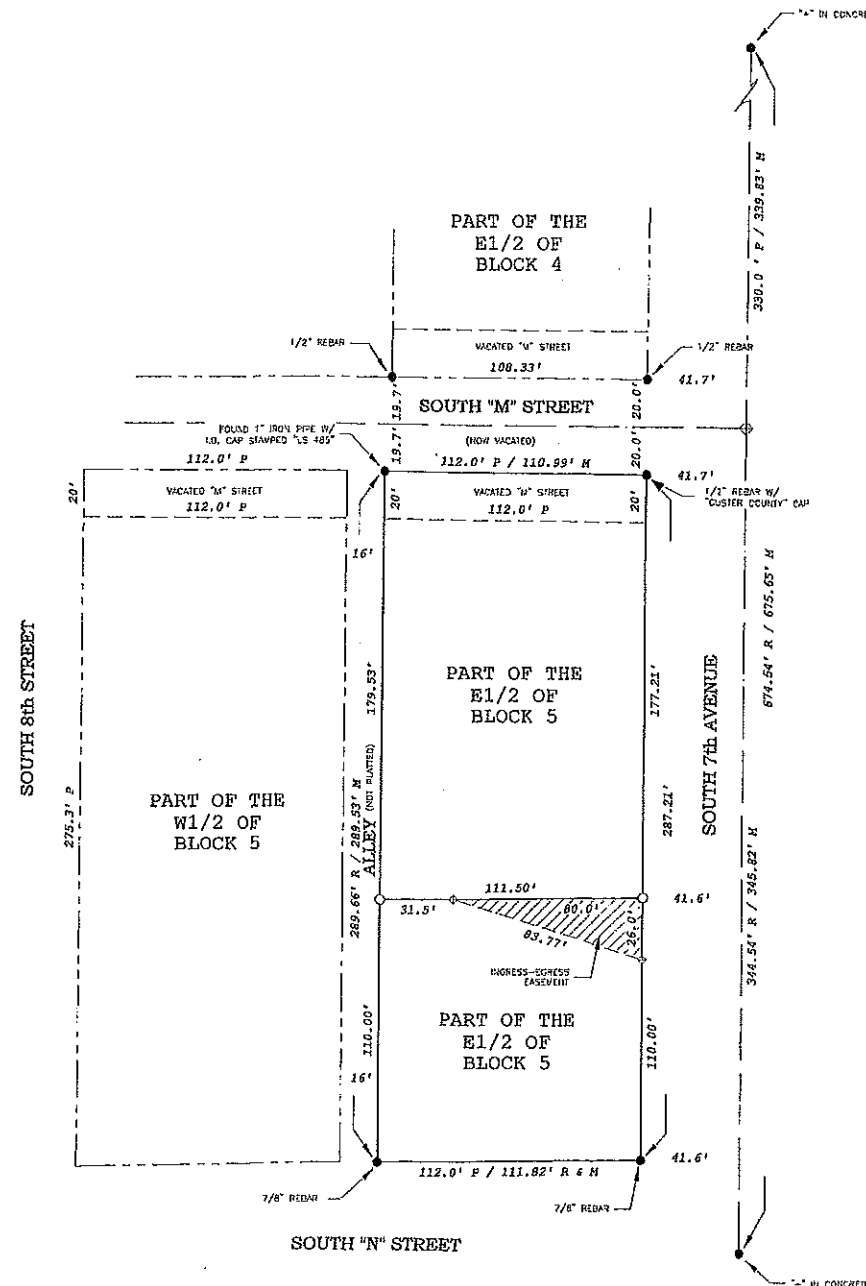 "+" IN CONCRE
330.0' P / 339.83' M
PART OF THE
E1/2 OF
BLOCK 4
1/2" REBAR
VACATED "M" STREET
1/2" REBAR
108.33'
41.7'
19.7'
SOUTH "M" STREET
20.0'
FOUND 1" IRON PIPE W/
I.D. CAP STAMPED "LS 485"
19.7'
(NOW VACATED)
20.0'
112.0' P
112.0' P / 110.99' M
41.7'
1/2" REBAR W/
"CUSTER COUNTY" CAP
20'
VACATED "M" STREET
112.0' P
20'
VACATED "M" STREET
112.0' P
20'
16'
674.54' R / 675.65' M
SOUTH 8th STREET
179.53'
PART OF THE
E1/2 OF
BLOCK 5
177.21'
SOUTH 7th AVENUE
275.3' P
PART OF THE
W1/2 OF
BLOCK 5
289.66' R / 289.53' M
ALLEY (NOT PLATTED)
287.21'
111.50'
41.6'
31.5'
80.0'
26.0'
83.77'
344.54' R / 345.82' M
INGRESS-EGRESS
EASEMENT
110.00'
PART OF THE
E1/2 OF
BLOCK 5
110.00'
16'
41.6'
112.0' P / 111.82' R & M
7/8" REBAR
7/8" REBAR
SOUTH "N" STREET
IN CONCRE